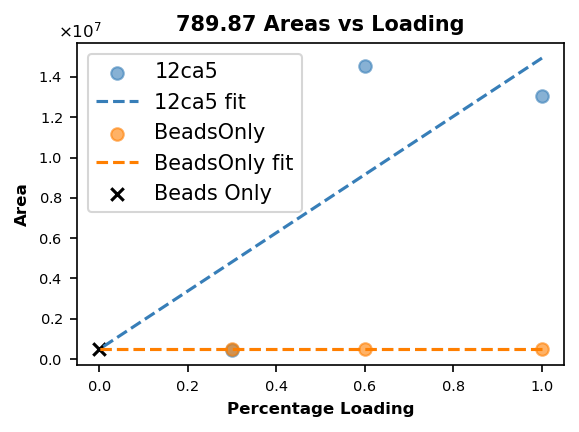 789.87 Areas vs Loading
×10⁷
1.4
1.2
1.0
0.8
0.6
0.4
0.2
0.0
Area
12ca5
12ca5 fit
BeadsOnly
BeadsOnly fit
Beads Only
0.0 0.2 0.4 0.6 0.8 1.0
Percentage Loading